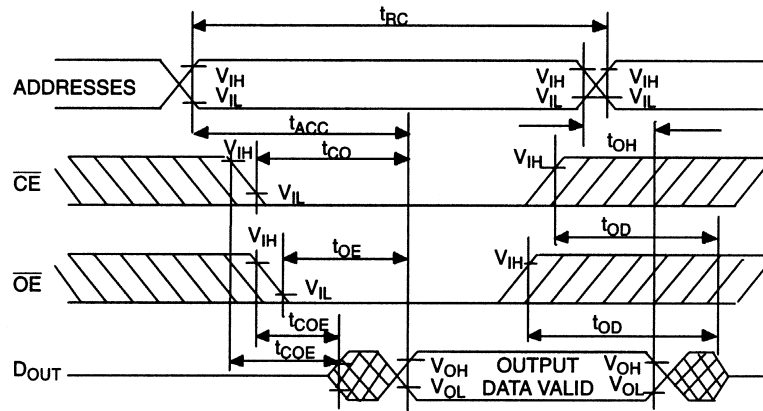 tRC
ADDRESSES
VIH
VIL
VIH
VIL
VIH
VIL
tACC
tCO
tOH
CE
VIH
VIL
VIH
tOD
OE
VIH
VIL
tOE
VIH
tCOE
tOD
tCOE
DOUT
VOH
VOL
OUTPUT
DATA VALID
VOH
VOL